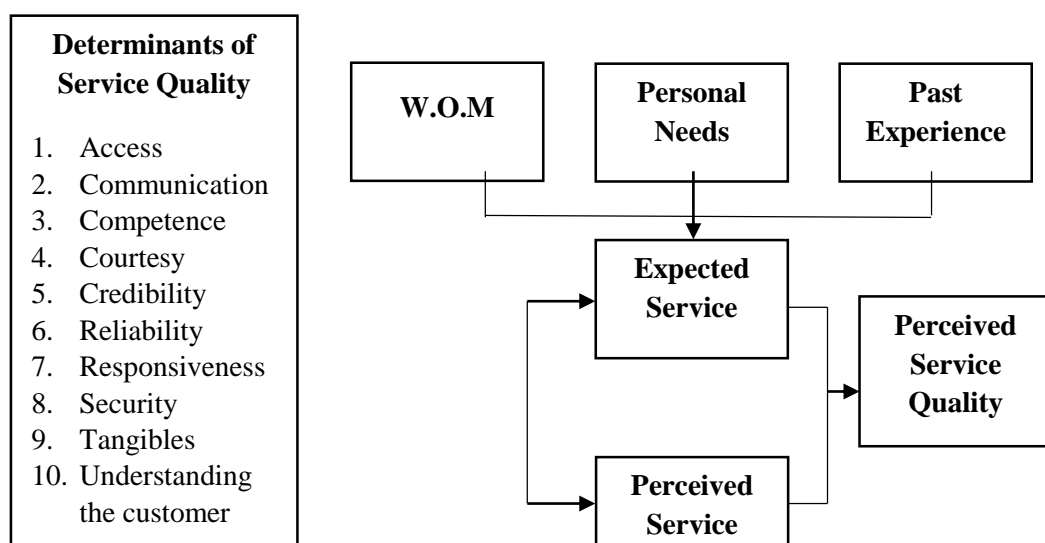 Determinants of
Service Quality
1. Access
2. Communication
3. Competence
4. Courtesy
5. Credibility
6. Reliability
7. Responsiveness
8. Security
9. Tangibles
10. Understanding
the customer
W.O.M
Personal
Needs
Past
Experience
Expected
Service
Perceived
Service
Quality
Perceived
Service